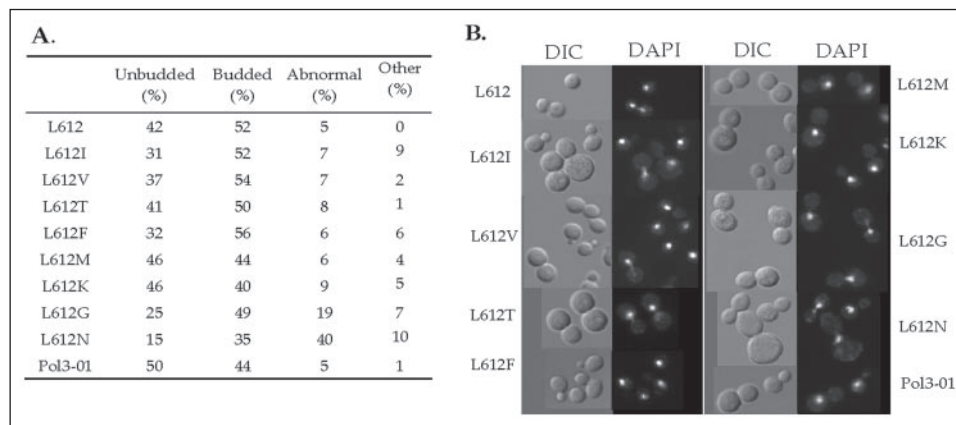 A.
Unbudded (%) Budded (%) Abnormal (%) Other (%)
L612 42 52 5 0
L612I 31 52 7 9
L612V 37 54 7 2
L612T 41 50 8 1
L612F 32 56 6 6
L612M 46 44 6 4
L612K 46 40 9 5
L612G 25 49 19 7
L612N 15 35 40 10
Pol3-01 50 44 5 1
B.
DIC DAPI DIC DAPI
L612
L612I
L612V
L612T
L612F
L612M
L612K
L612G
L612N
Pol3-01